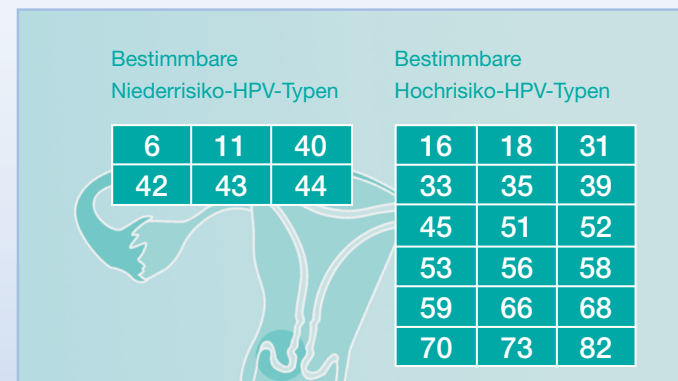 Bestimmbare
Niederrisiko-HPV-Typen
6 11 40
42 43 44
Bestimmbare
Hochrisiko-HPV-Typen
16 18 31
33 35 39
45 51 52
53 56 58
59 66 68
70 73 82